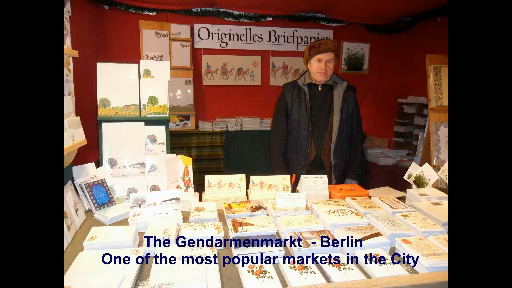 Originelles Briefpapier
The Gendarmenmarkt - Berlin
One of the most popular markets in the City